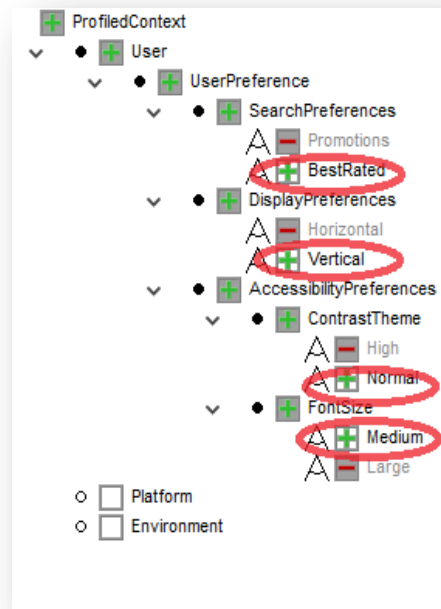 ProfiledContext
User
UserPreference
SearchPreferences
Promotions
BestRated
DisplayPreferences
Horizontal
Vertical
AccessibilityPreferences
ContrastTheme
High
Normal
FontSize
Medium
Large
Platform
Environment